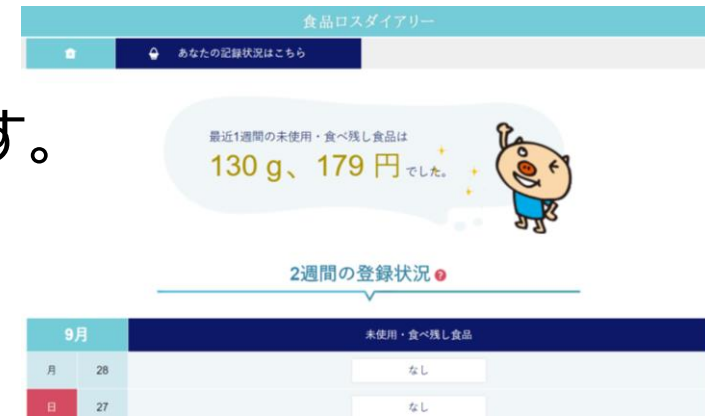 食品ロスダイアリー
あなたの記録状況はこちら
す。
最近1週間の未使用・食べ残し食品は
130 g、 179 円 でした。
2週間の登録状況 ?
9月 未使用・食べ残し食品
月 28 なし
日 27 なし